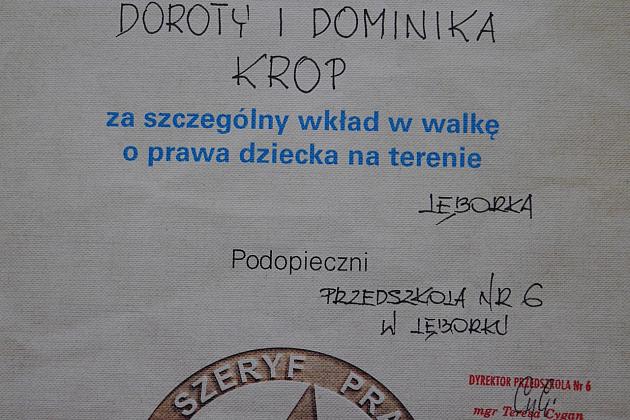 DOROTY I DOMINIKA
KROP
za szczególny wkład w walkę
o prawa dziecka na terenie
LĘBORKA
Podopieczni
PRZEDSZKOLA NR 6
W LĘBORKU
SZERYF PRA
DYREKTOR PRZEDSZKOLA Nr 6
mgr Teresa Cygan